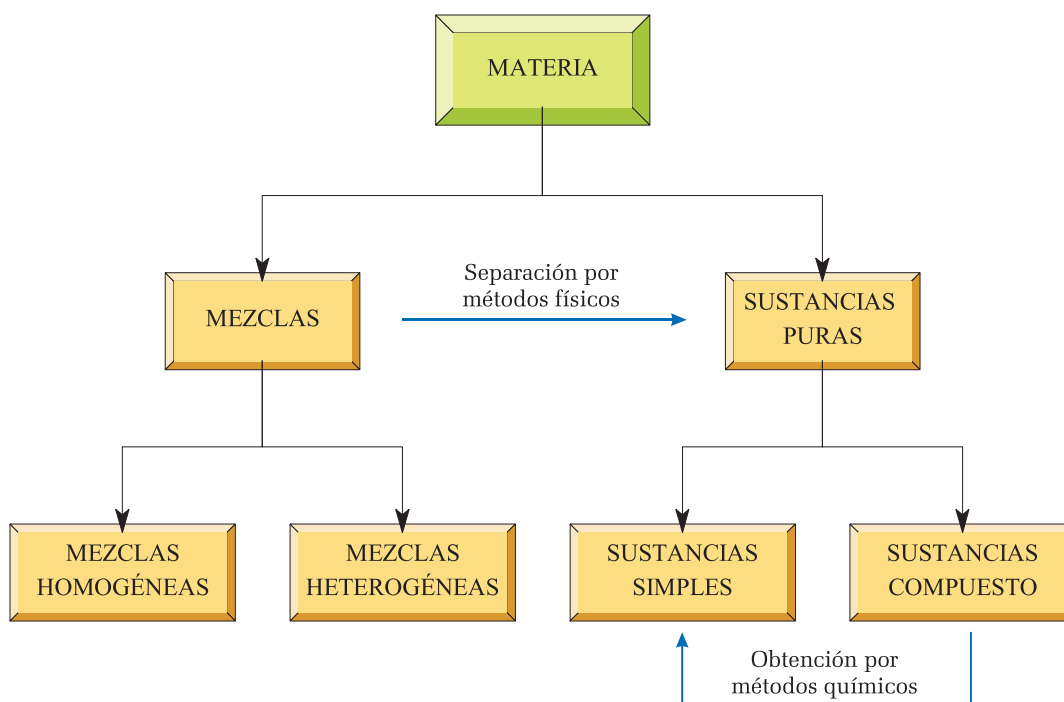 MATERIA
Separación por
métodos físicos
MEZCLAS
SUSTANCIAS
PURAS
MEZCLAS
HOMOGÉNEAS
MEZCLAS
HETEROGÉNEAS
SUSTANCIAS
SIMPLES
SUSTANCIAS
COMPUESTO
Obtención por
métodos químicos